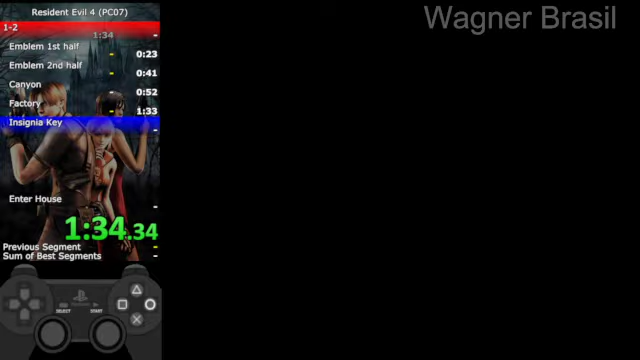 Resident Evil 4 (PC07)
Wagner Brasil
1-2
1:34 -
Emblem 1st half
- 0:23
Emblem 2nd half
- 0:41
Canyon
- 0:52
Factory
- 1:33
Insignia Key
-
Enter House
-
1:34.34
Previous Segment -
Sum of Best Segments -
SELECT START